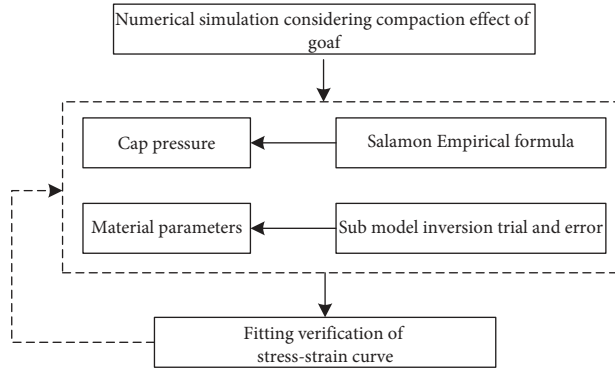 Numerical simulation considering compaction effect of
goaf
Cap pressure
Salamon Empirical formula
Material parameters
Sub model inversion trial and error
Fitting verification of
stress-strain curve